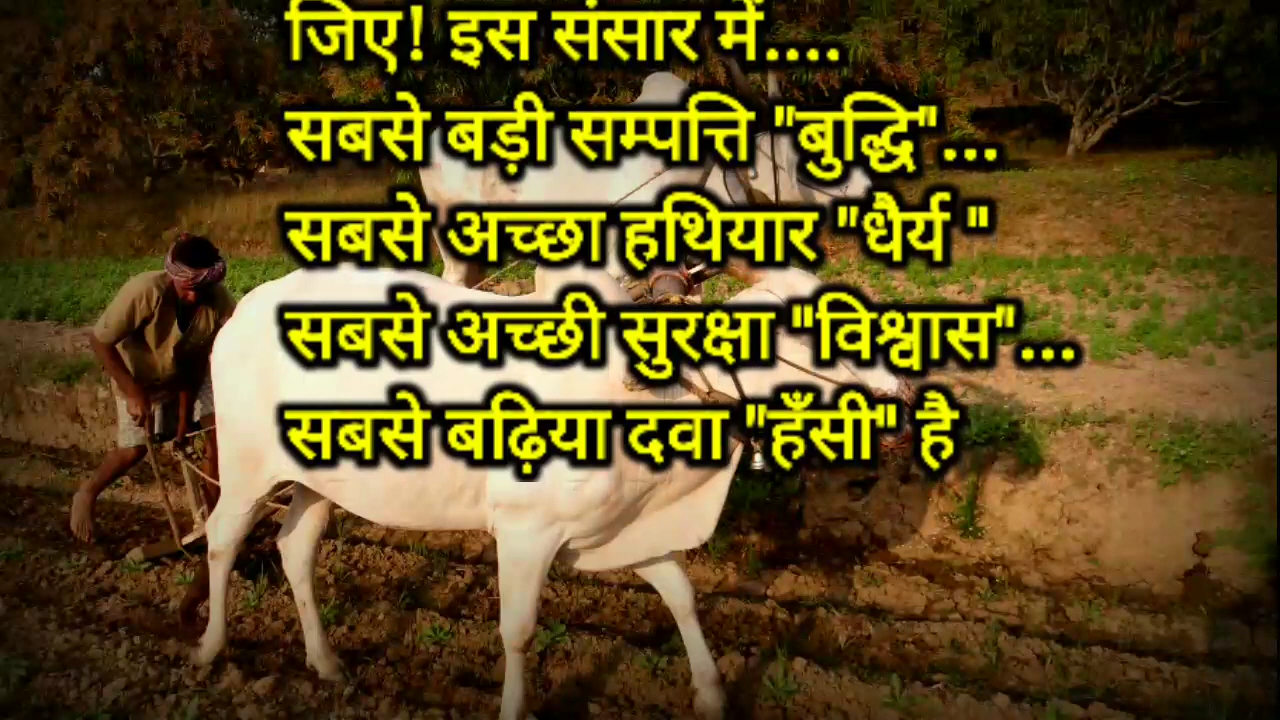 जिए! इस संसार में....
सबसे बड़ी सम्पत्ति "बुद्धि"...
सबसे अच्छा हथियार "धैर्य "
सबसे अच्छी सुरक्षा "विश्वास"...
सबसे बढ़िया दवा "हँसी" है